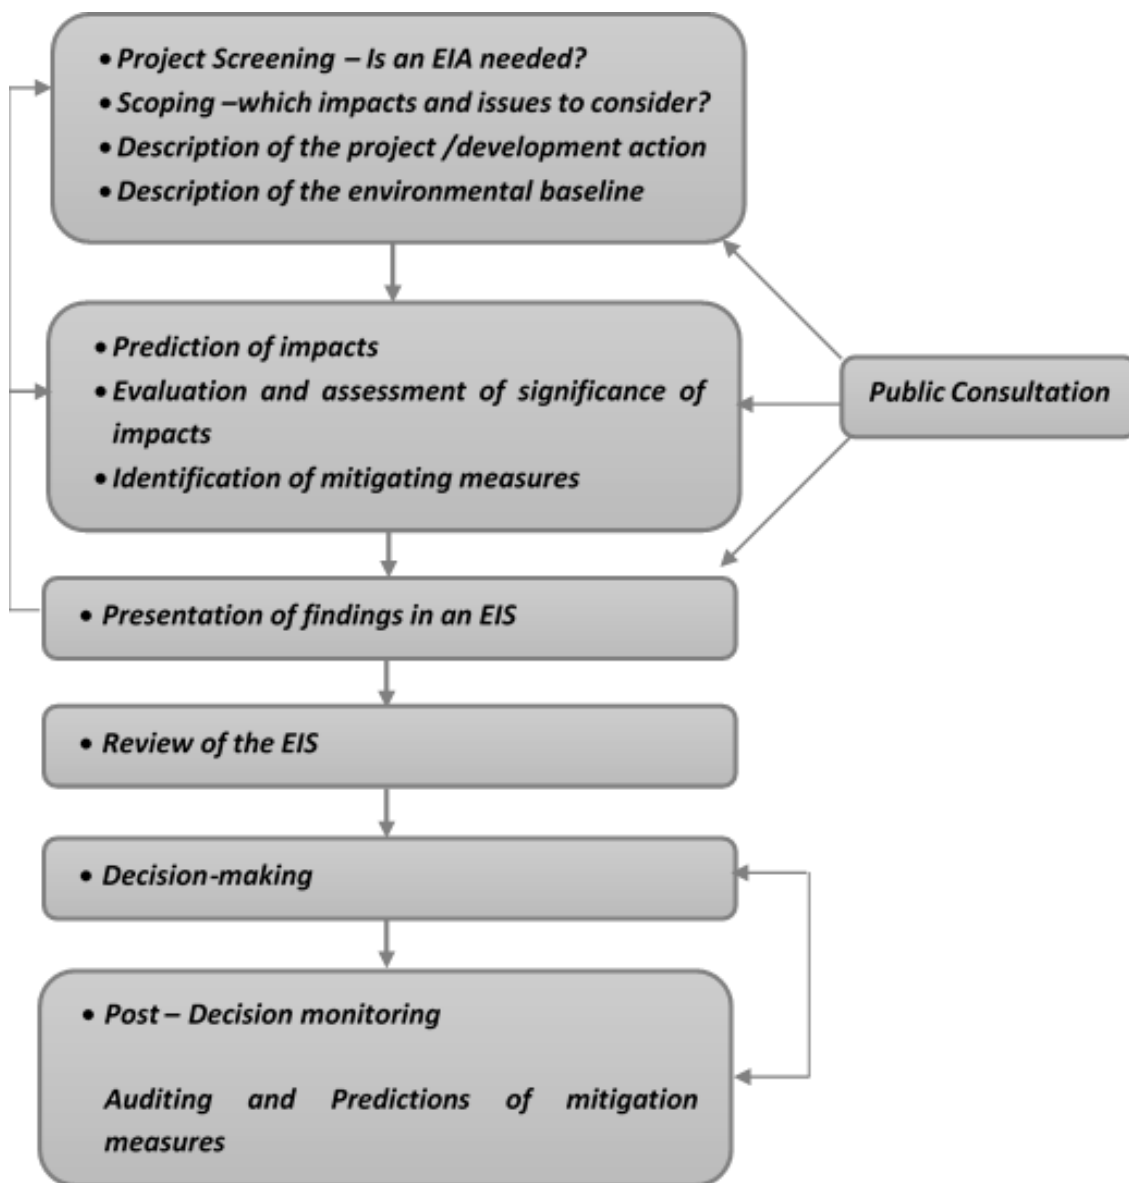 • Project Screening – Is an EIA needed?
• Scoping –which impacts and issues to consider?
• Description of the project /development action
• Description of the environmental baseline
• Prediction of impacts
• Evaluation and assessment of significance of
impacts
• Identification of mitigating measures
Public Consultation
• Presentation of findings in an EIS
• Review of the EIS
• Decision-making
• Post – Decision monitoring
Auditing and Predictions of mitigation
measures